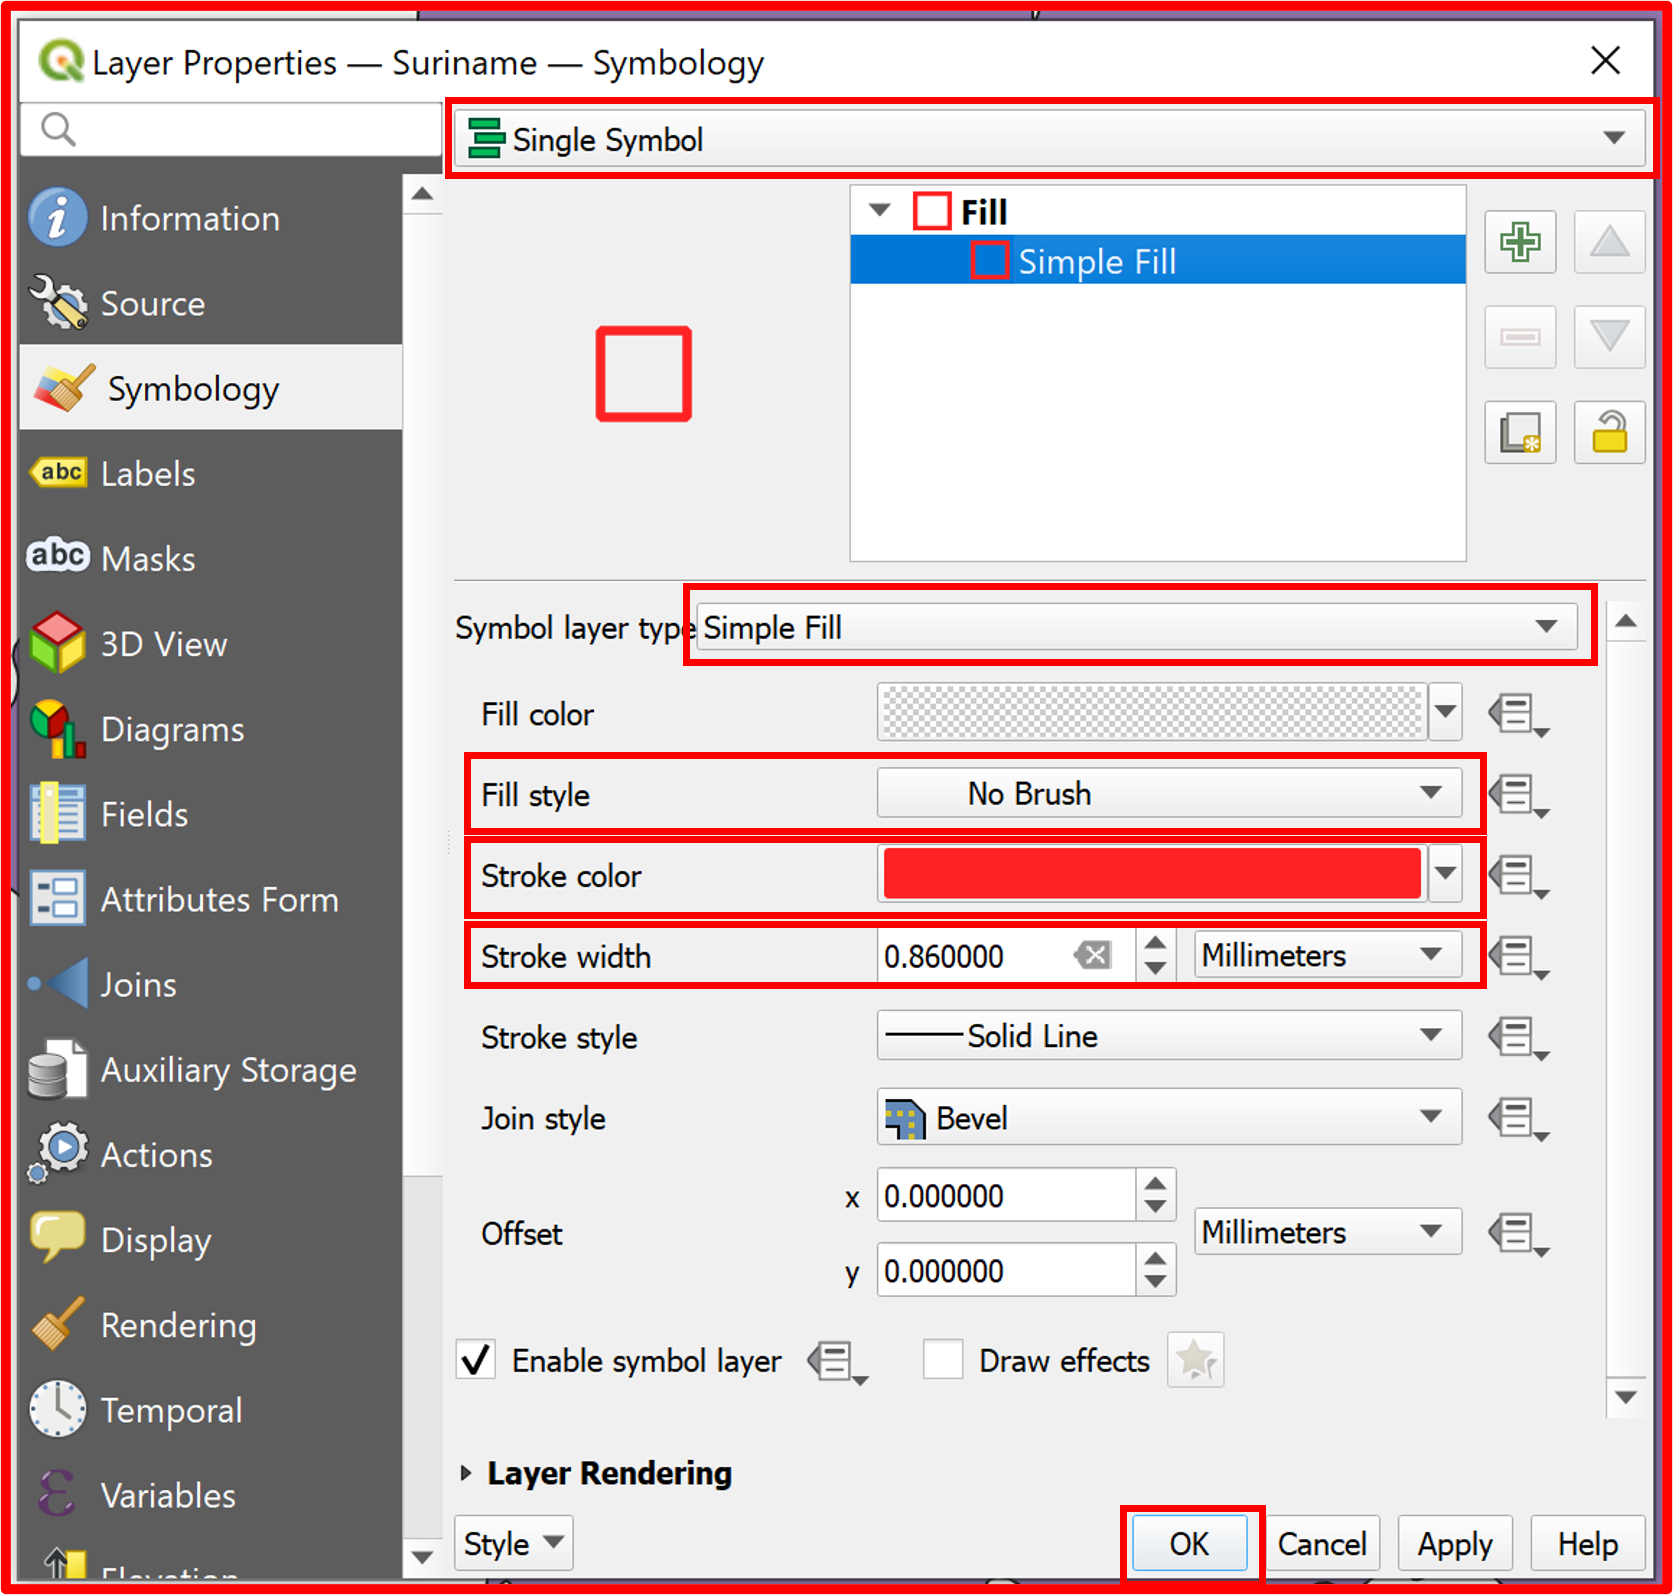 Layer Properties — Suriname — Symbology
Single Symbol
Information
Source
Symbology
abc Labels
abc Masks
3D View
Diagrams
Fields
Attributes Form
Joins
Auxiliary Storage
Actions
Display
Rendering
Temporal
Variables
Elevation
Fill
Simple Fill
Symbol layer type Simple Fill
Fill color
Fill style No Brush
Stroke color
Stroke width 0.860000 Millimeters
Stroke style Solid Line
Join style Bevel
Offset x 0.000000 Millimeters
y 0.000000
Enable symbol layer Draw effects
Layer Rendering
Style OK Cancel Apply Help